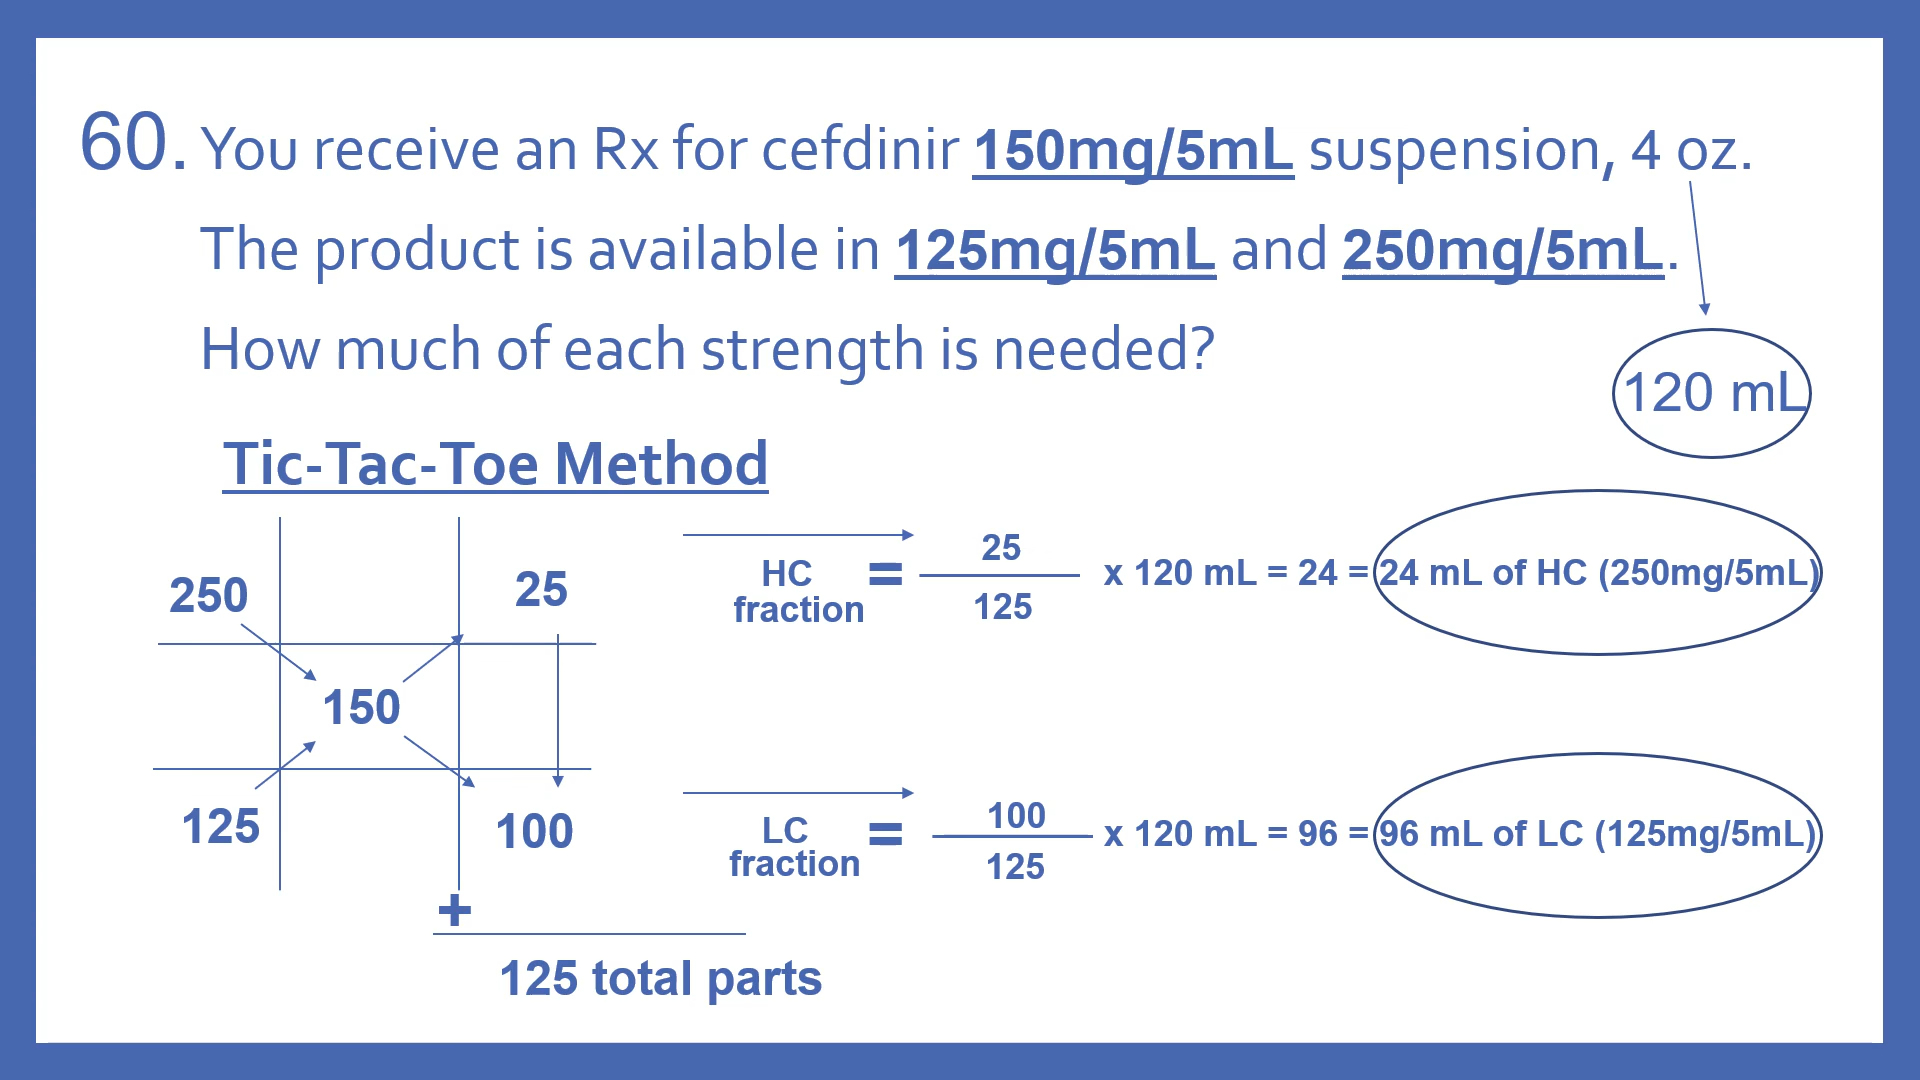 60. You receive an Rx for cefdinir 150mg/5mL suspension, 4 oz.
The product is available in 125mg/5mL and 250mg/5mL.
How much of each strength is needed?
120 mL
Tic-Tac-Toe Method
250
25
150
125
100
+
125 total parts
HC
fraction
=
25
125
x 120 mL = 24 = 24 mL of HC (250mg/5mL)
LC
fraction
=
100
125
x 120 mL = 96 = 96 mL of LC (125mg/5mL)